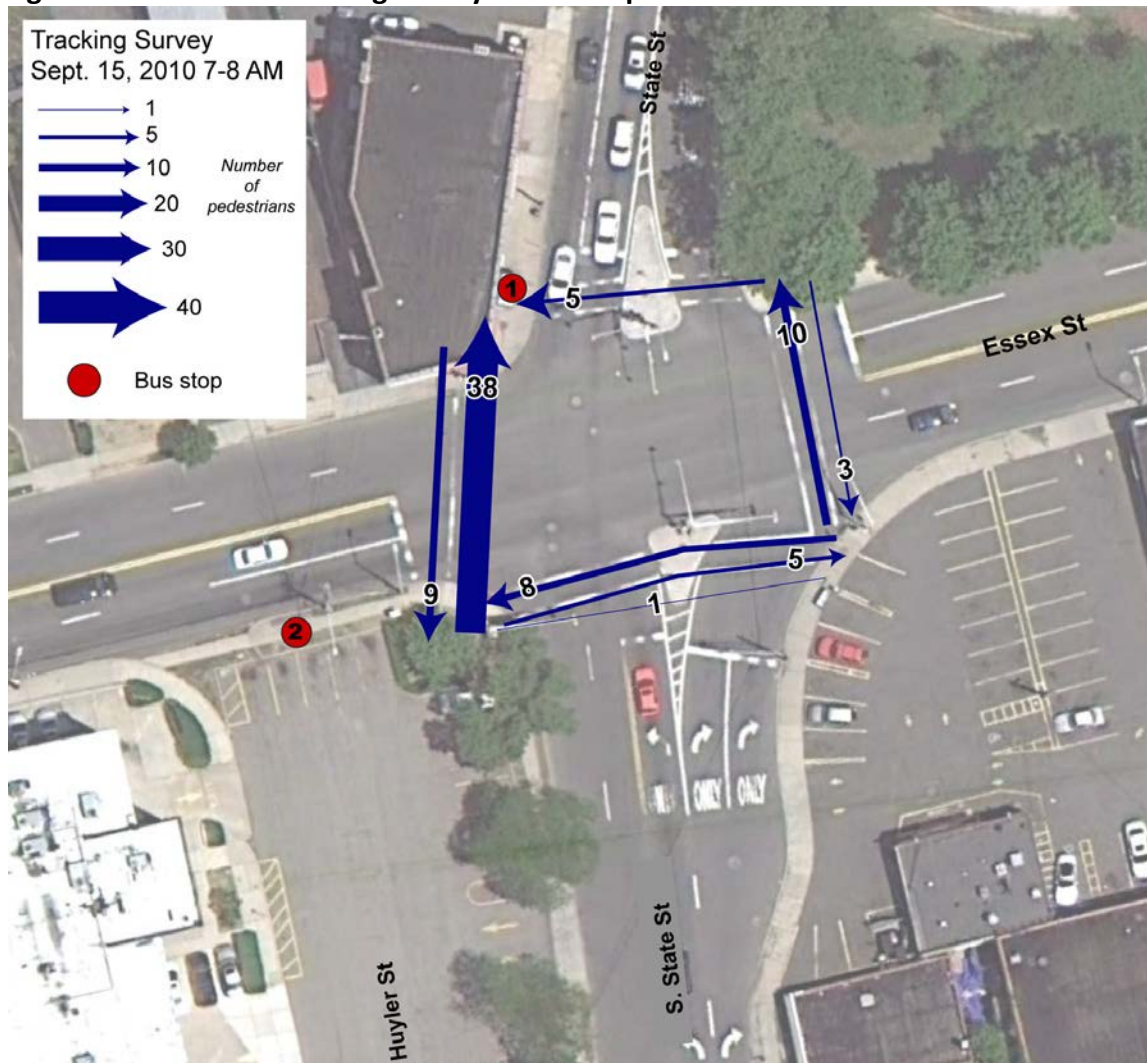 Tracking Survey
Sept. 15, 2010 7-8 AM
1
5
10
20
30
40
Number
of
pedestrians
Bus stop
State St
1
5
10
38
Essex St
3
9
8
5
1
2
ONLY
ONLY
S. State St
Huyler St